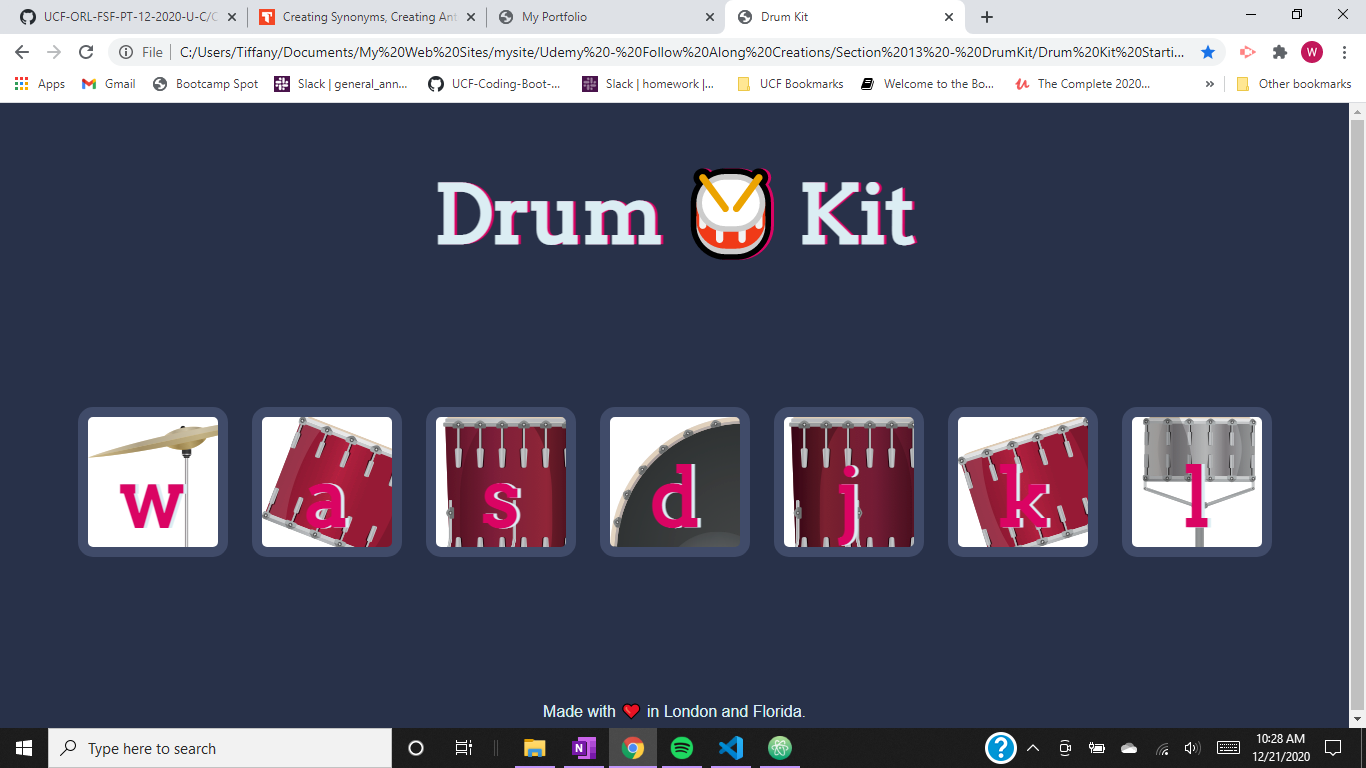 UCF-ORL-FSF-PT-12-2020-U-C/C
Creating Synonyms, Creating Ant
My Portfolio
Drum Kit
File
C:/Users/Tiffany/Documents/My%20Web%20Sites/mysite/Udemy%20-%20Follow%20Along%20Creations/Section%2013%20-%20DrumKit/Drum%20Kit%20Starti...
W
Apps
Gmail
Bootcamp Spot
Slack | general_ann...
UCF-Coding-Boot-...
Slack | homework |...
UCF Bookmarks
Welcome to the Bo...
The Complete 2020...
»
Other bookmarks
Drum Kit
w
a
s
d
j
k
l
Made with ❤ in London and Florida.
Type here to search
10:28 AM
12/21/2020